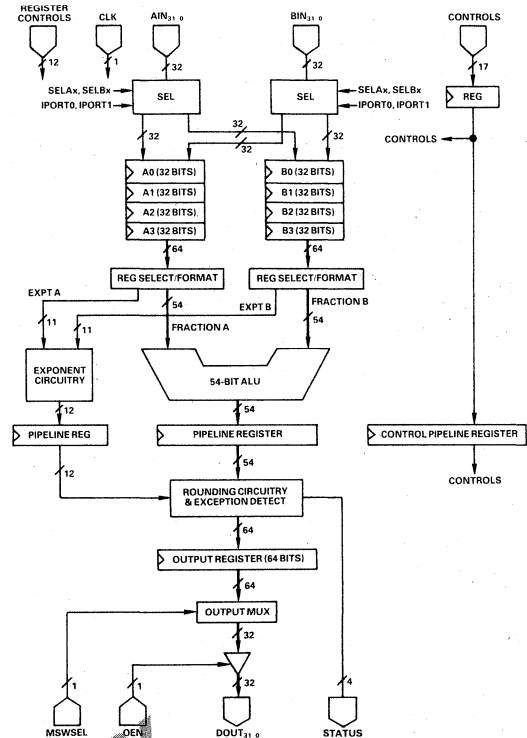 REGISTER CONTROLS
CLK
AIN31 0
BIN31 0
CONTROLS
12
1
32
32
17
SELAx, SELBx
IPORT0, IPORT1
SEL
SEL
SELAx, SELBx
IPORT0, IPORT1
REG
32
32
32
32
CONTROLS
A0 (32 BITS)
A1 (32 BITS)
A2 (32 BITS)
A3 (32 BITS)
B0 (32 BITS)
B1 (32 BITS)
B2 (32 BITS)
B3 (32 BITS)
64
64
REG SELECT/FORMAT
REG SELECT/FORMAT
EXPT A
EXPT B
FRACTION B
11
11
54
54
FRACTION A
EXPONENT CIRCUITRY
54-BIT ALU
12
54
PIPELINE REG
PIPELINE REGISTER
CONTROL PIPELINE REGISTER
12
54
CONTROLS
ROUNDING CIRCUITRY
& EXCEPTION DETECT
64
OUTPUT REGISTER (64 BITS)
64
OUTPUT MUX
32
1
1
32
4
MSWSEL
OEN
DOUT31 0
STATUS